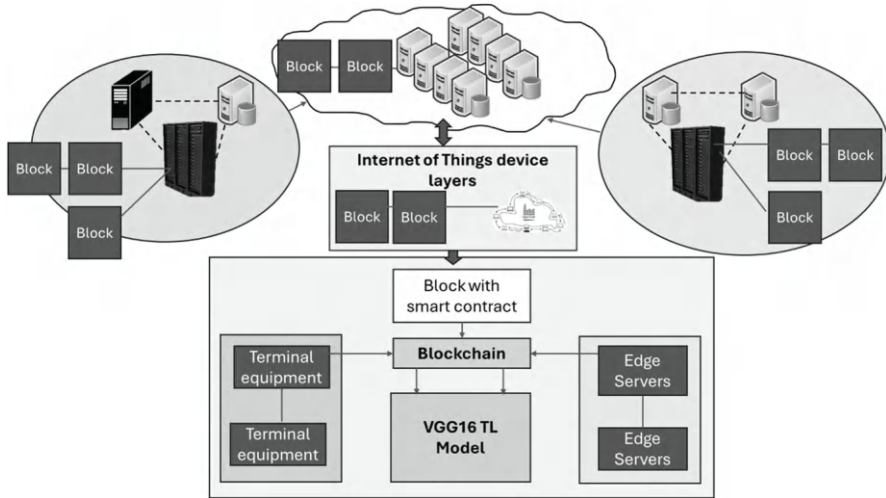 Block
Block
Block
Block
Block
Block
Block
Block
Internet of Things device
layers
Block
Block
Block with
smart contract
Blockchain
Terminal
equipment
Terminal
equipment
VGG16 TL
Model
Edge
Servers
Edge
Servers